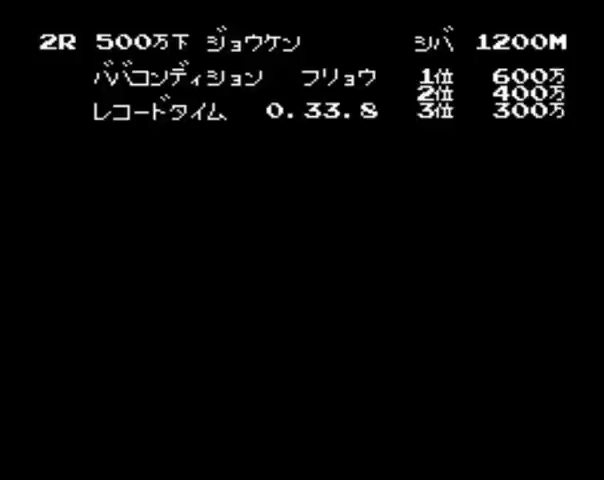 2R 500万下 ジョウケン シバ 1200M
ババコンディション フリョウ 1位 600万
2位 400万
レコードタイム 0.33.8 3位 300万